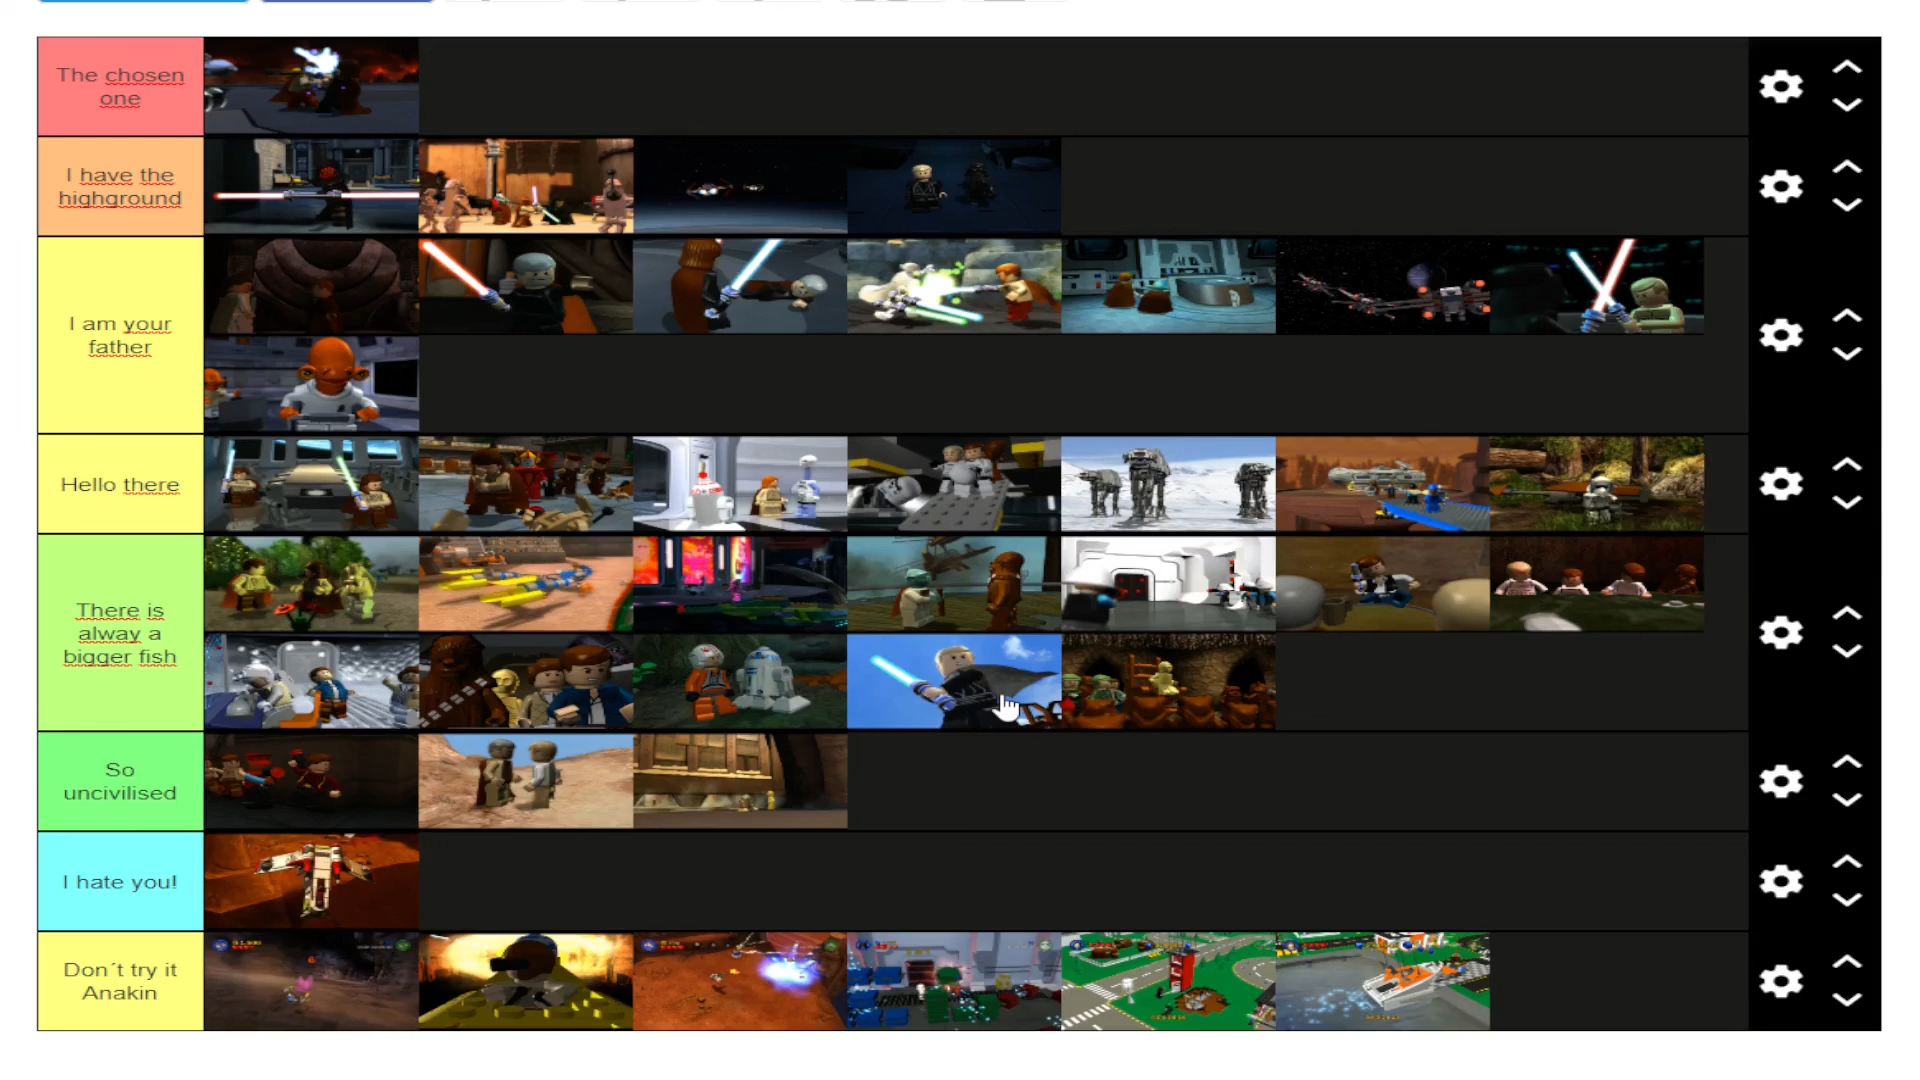 The chosen
one
I have the
highground
I am your
father
Hello there
There is
alway a
bigger fish
So
uncivilised
I hate you!
Don´t try it
Anakin